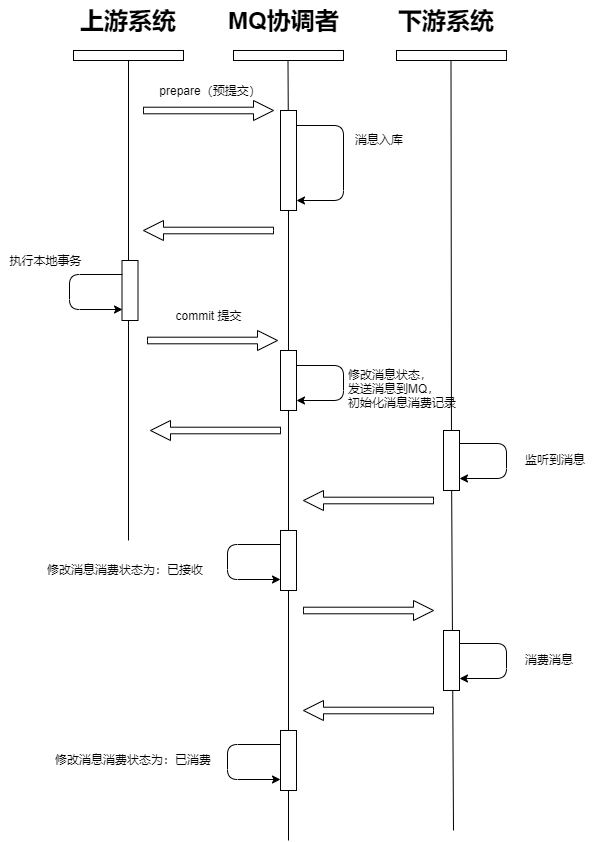 上游系统
MQ协调者
下游系统
prepare（预提交）
消息入库
执行本地事务
commit 提交
修改消息状态，
发送消息到MQ，
初始化消息消费记录
监听到消息
修改消息消费状态为：已接收
消费消息
修改消息消费状态为：已消费